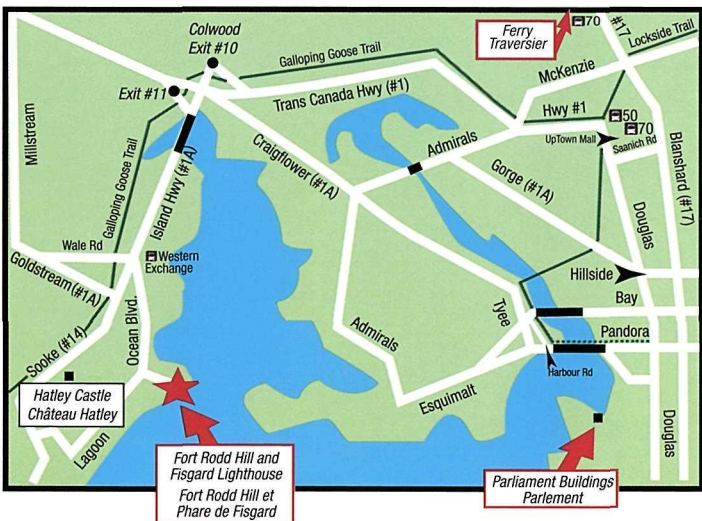 Colwood
Exit #10
Exit #11
Galloping Goose Trail
Ferry
Traversier
70
#17
Lockside Trail
McKenzie
Millstream
Galloping Goose Trail
Trans Canada Hwy (#1)
Hwy #1
50
70
UpTown Mall
Saanich Rd
Island Hwy (#1A)
Craigflower (#1A)
Admirals
Gorge (#1A)
Douglas
Blanshard (#17)
Wale Rd
Western
Exchange
Goldstream(#1A)
Hillside
Bay
Tyee
Pandora
Sooke (#14)
Ocean Blvd.
Admirals
Harbour Rd
Esquimalt
Hatley Castle
Château Hatley
Lagoon
Douglas
Fort Rodd Hill and
Fisgard Lighthouse
Fort Rodd Hill et
Phare de Fisgard
Parliament Buildings
Parlement